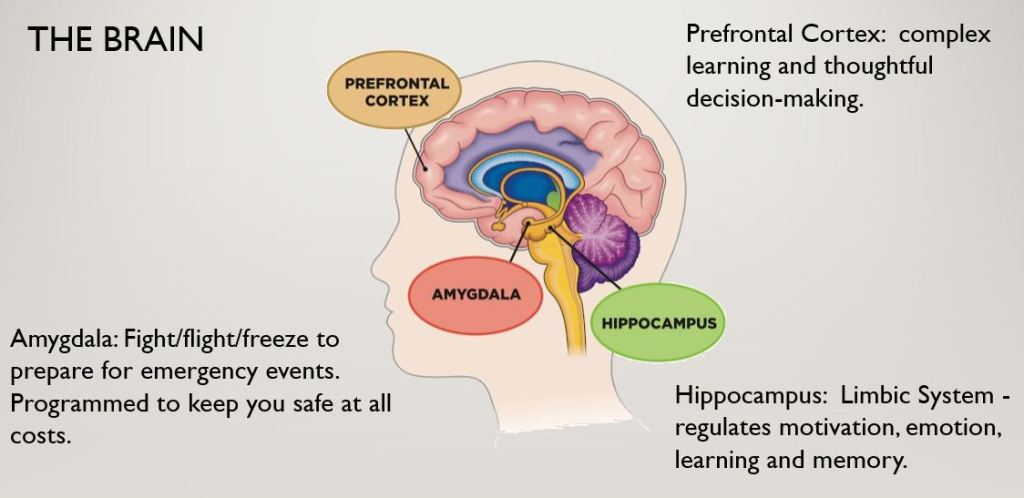 THE BRAIN
Prefrontal Cortex:  complex
learning and thoughtful
decision-making.
PREFRONTAL
CORTEX
AMYGDALA
HIPPOCAMPUS
Amygdala: Fight/flight/freeze to
prepare for emergency events.
Programmed to keep you safe at all
costs.
Hippocampus:  Limbic System -
regulates motivation, emotion,
learning and memory.